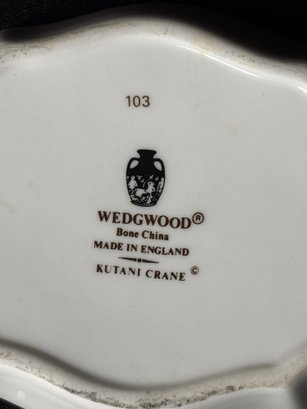 103
WEDGWOOD®
Bone China
MADE IN ENGLAND
KUTANI CRANE ©